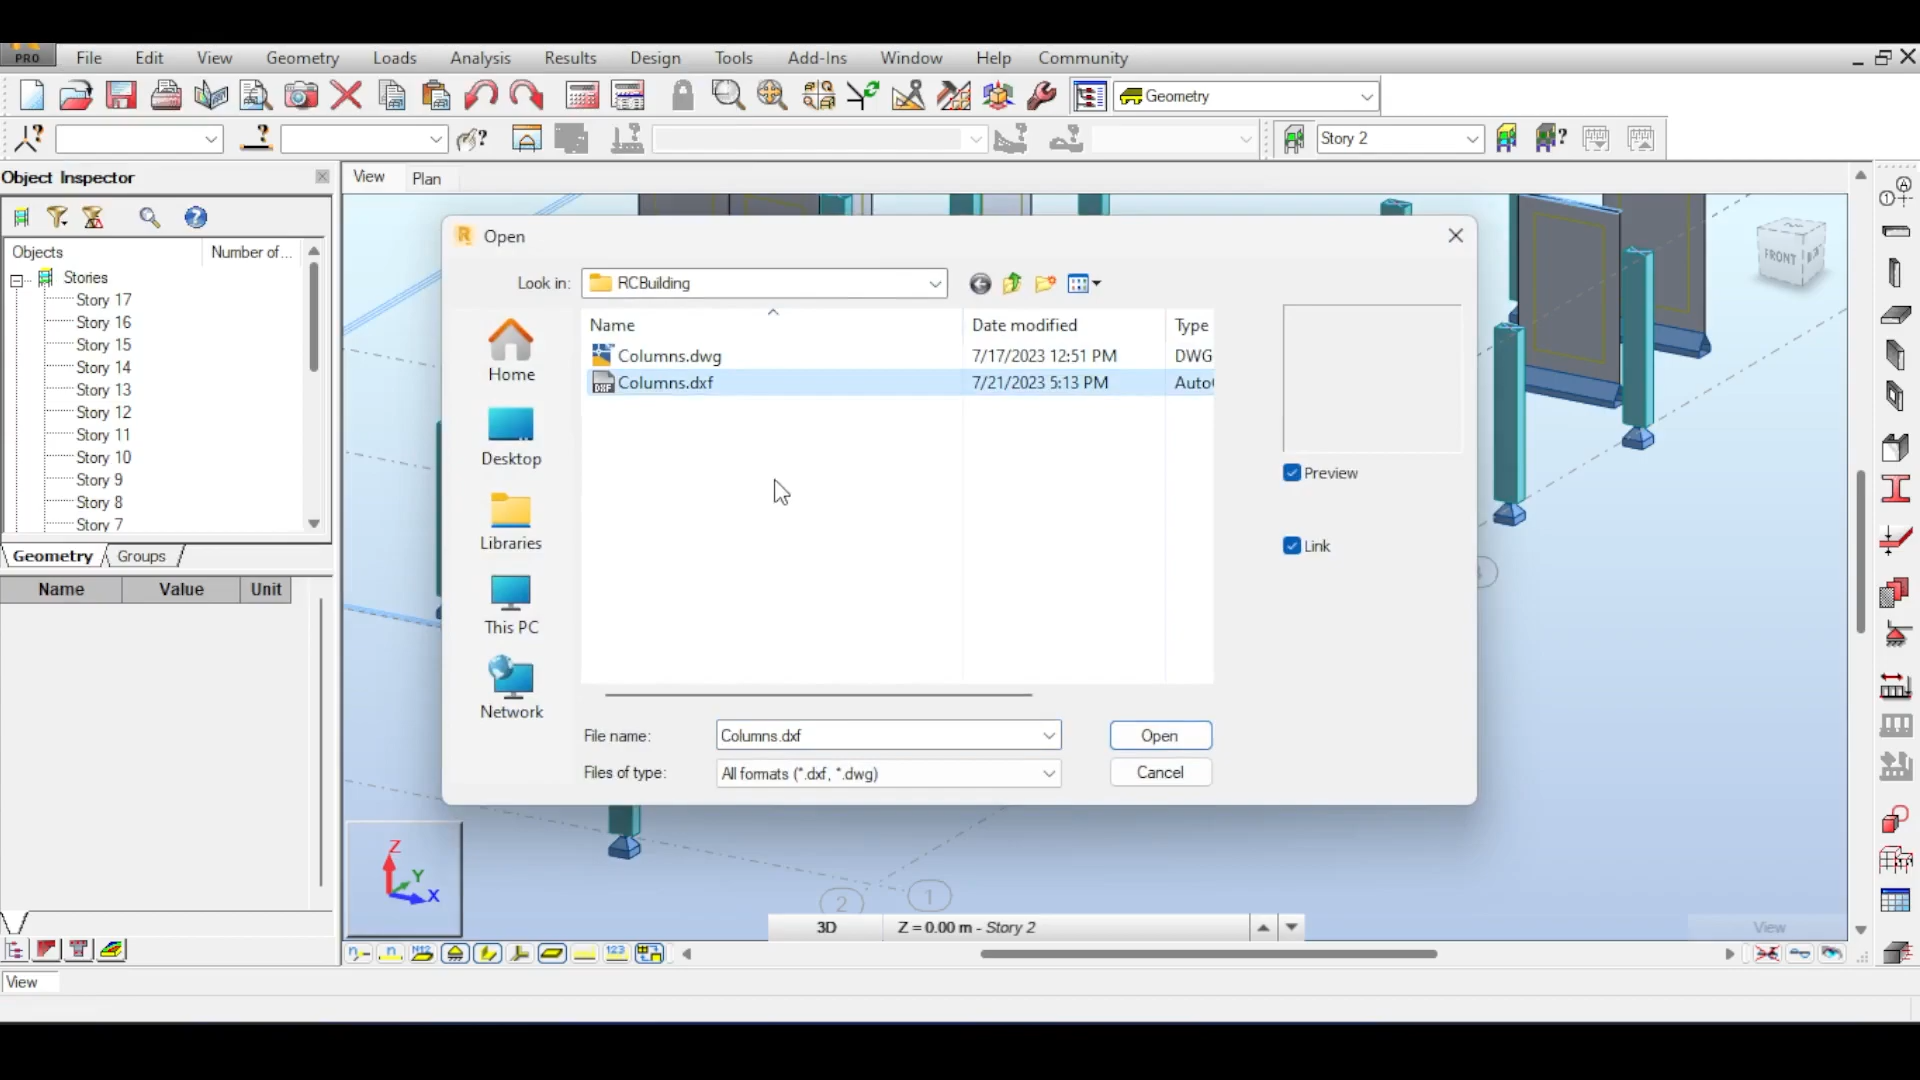 PRO File Edit View Geometry Loads Analysis Results Design Tools Add-Ins Window Help Community
Geometry
Story 2
Object Inspector
View Plan
Objects Number of...
Stories
Story 17
Story 16
Story 15
Story 14
Story 13
Story 12
Story 11
Story 10
Story 9
Story 8
Story 7
Geometry Groups
Name Value Unit
Open
Look in: RCBuilding
Name Date modified Type
Columns.dwg 7/17/2023 12:51 PM DWG
Columns.dxf 7/21/2023 5:13 PM Auto
Home
Desktop
Libraries
This PC
Network
Preview
Link
File name: Columns.dxf Open
Files of type: All formats (*.dxf, *.dwg) Cancel
FRONT
Z
Y
X
2 1
3D Z = 0.00 m - Story 2
View
View